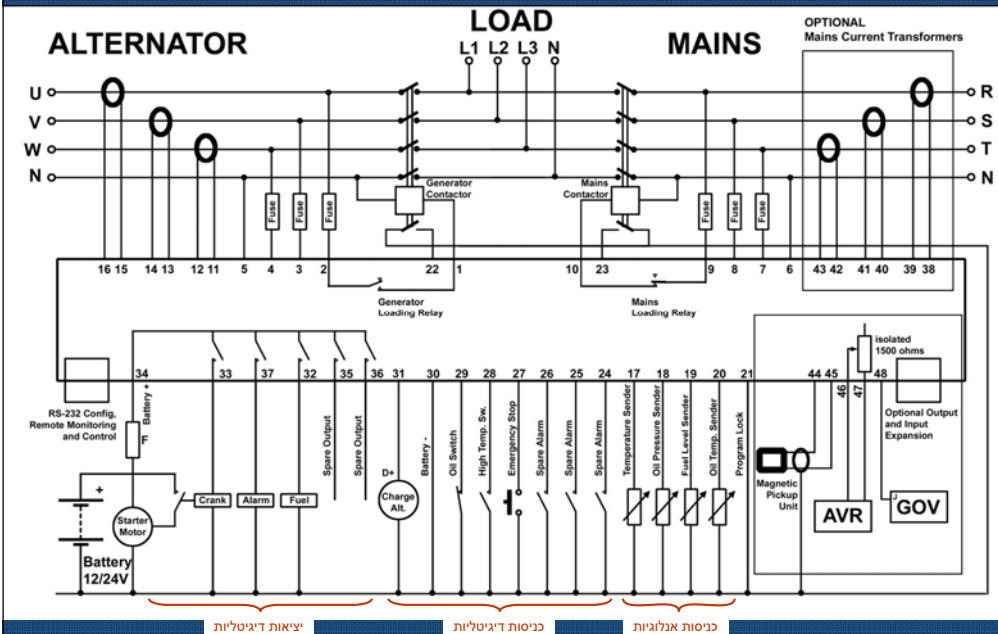 LOAD
OPTIONAL
Mains Current Transformers
ALTERNATOR
MAINS
L1 L2 L3 N
U
V
W
N
R
S
T
N
Generator
Contactor
Mains
Contactor
Fuse Fuse Fuse
Fuse Fuse Fuse
16 15 14 13 12 11 5 4 3 2 22 1 10 23 9 8 7 6 43 42 41 40 39 38
Generator
Loading Relay
Mains
Loading Relay
isolated
1500 ohms
34 33 37 32 35 36 31 30 29 28 27 26 25 24 17 18 19 20 21 44 45 46 47 48
RS-232 Config,
Remote Monitoring
and Control
Optional Output
and Input
Expansion
Battery +
F
Spare Output
Spare Output
D+
Charge
Alt.
Battery -
Oil Switch
High Temp. Sw.
Emergency Stop
Spare Alarm
Spare Alarm
Spare Alarm
Temperature Sender
Oil Pressure Sender
Fuel Level Sender
Oil Temp. Sender
Program Lock
Magnetic
Pickup
Unit
AVR
GOV
+
Starter
Motor
Crank
Alarm
Fuel
Battery
12/24V
יציאות דיגיטליות
כניסות דיגיטליות
כניסות אנלוגיות